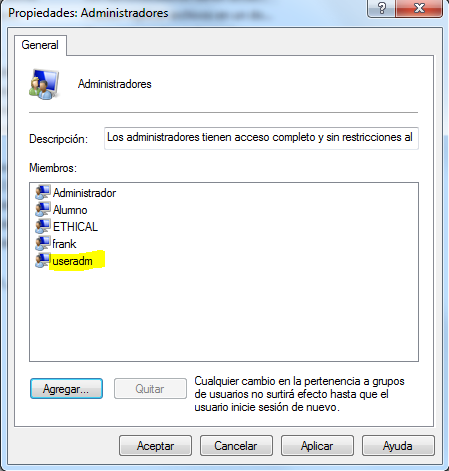 Propiedades: Administradores
General
Administradores
Descripción:
Los administradores tienen acceso completo y sin restricciones al
Miembros:
Administrador
Alumno
ETHICAL
frank
useradm
Agregar...
Quitar
Cualquier cambio en la pertenencia a grupos
de usuarios no surtirá efecto hasta que el
usuario inicie sesión de nuevo.
Aceptar
Cancelar
Aplicar
Ayuda